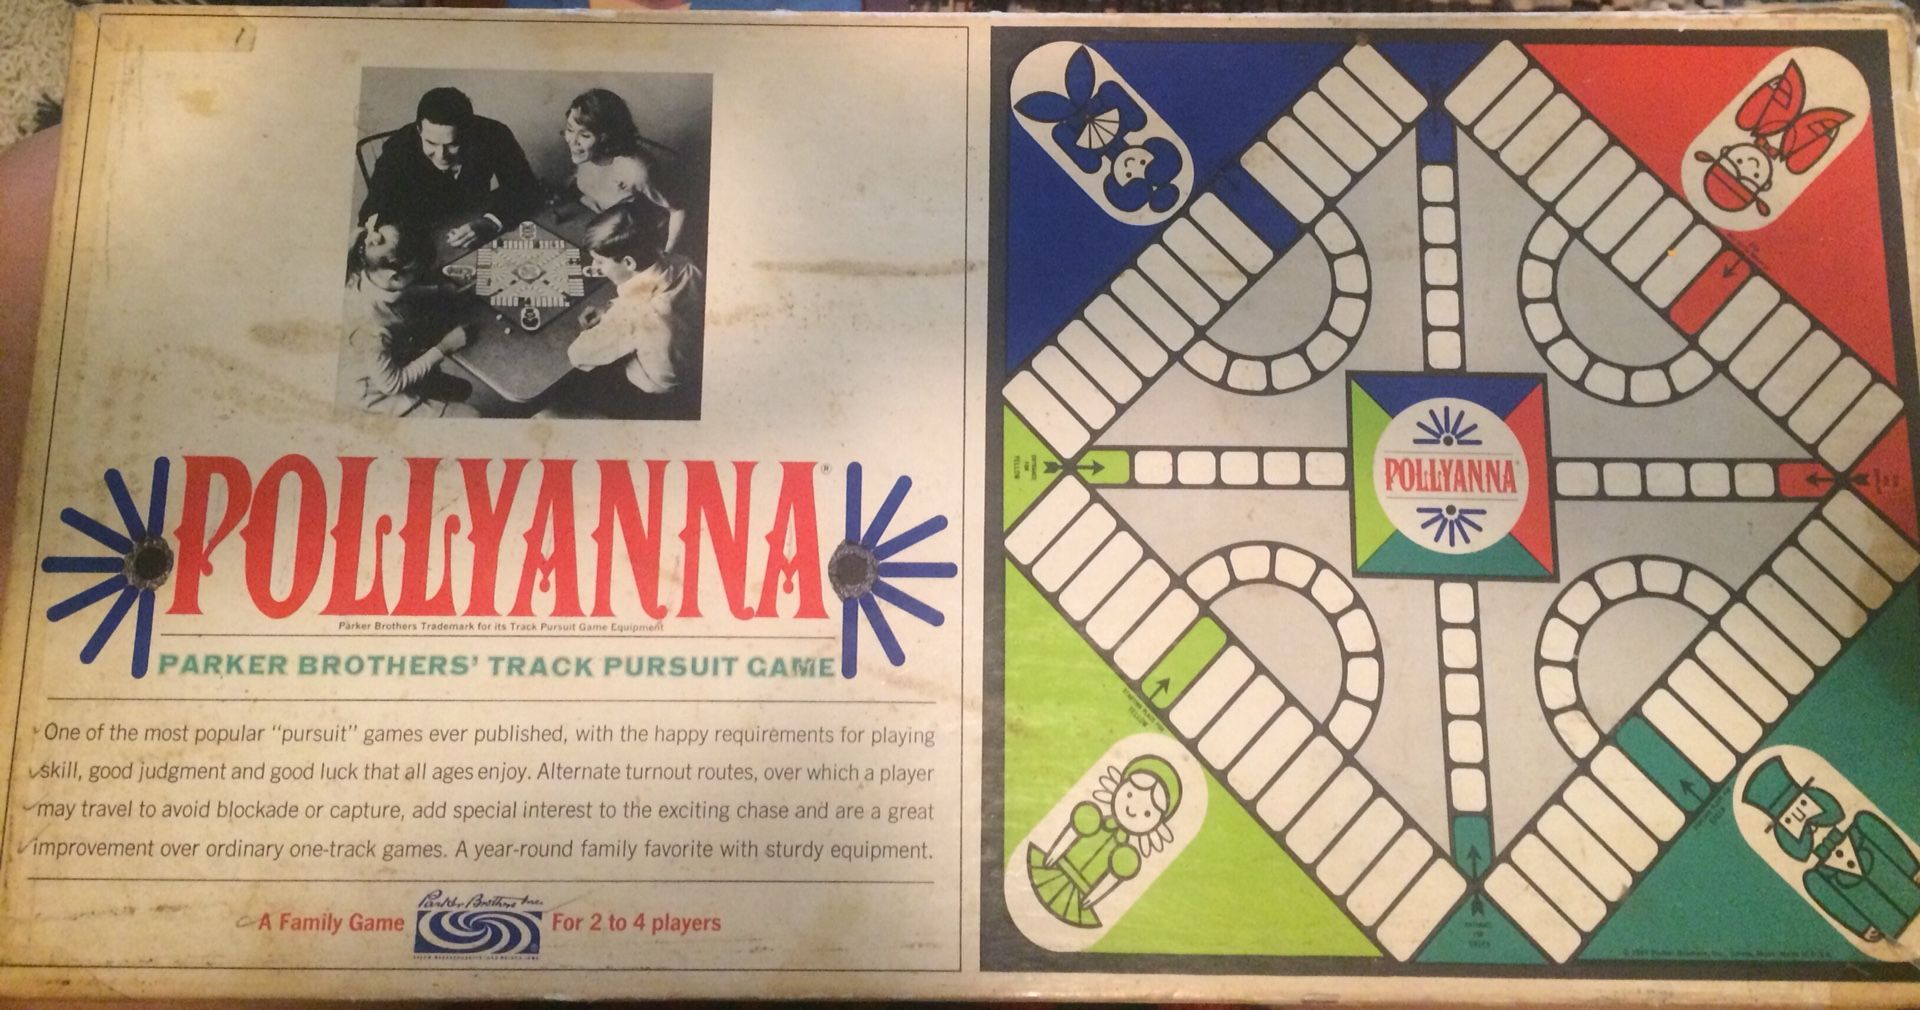 POLLYANNA®
Parker Brothers Trademark for its Track Pursuit Game Equipment
PARKER BROTHERS' TRACK PURSUIT GAME
One of the most popular "pursuit" games ever published, with the happy requirements for playing
skill, good judgment and good luck that all ages enjoy. Alternate turnout routes, over which a player
may travel to avoid blockade or capture, add special interest to the exciting chase and are a great
improvement over ordinary one-track games. A year-round family favorite with sturdy equipment.
A Family Game
Parker Brothers Inc.
For 2 to 4 players
ENTRANCE
FOR
YELLOW
POLLYANNA®